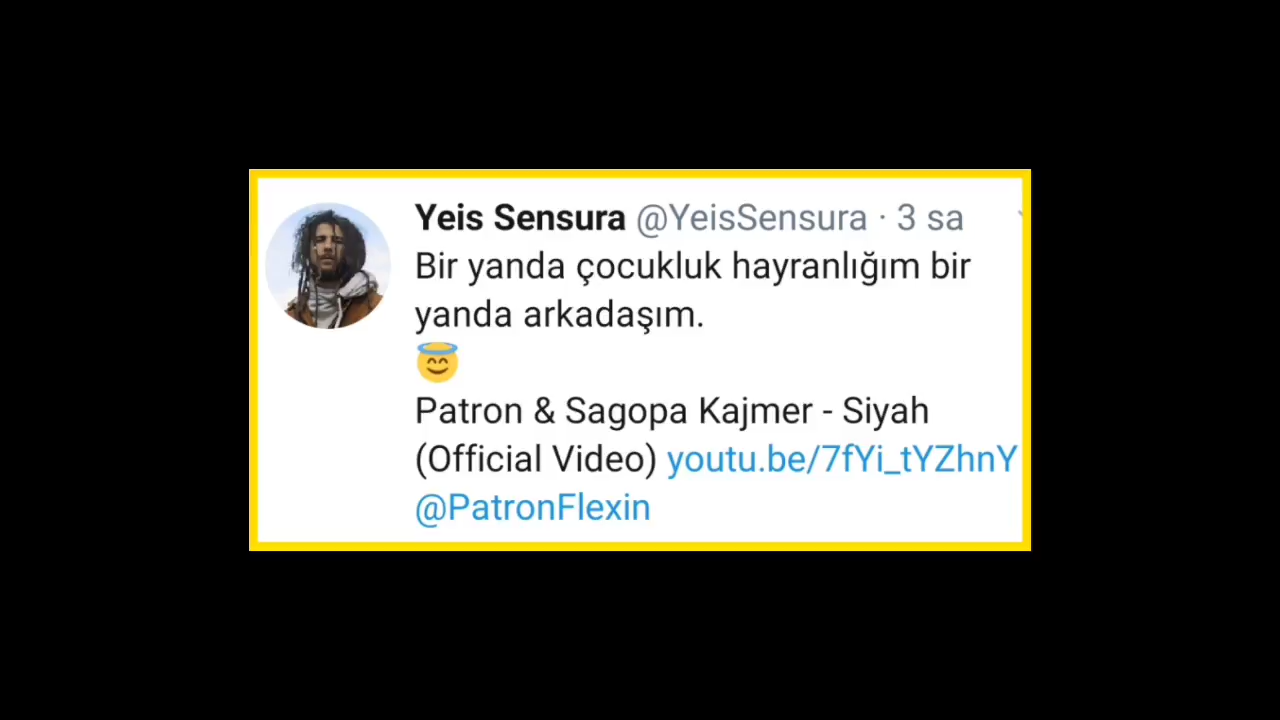 Yeis Sensura @YeisSensura · 3 sa
Bir yanda çocukluk hayranlığım bir
yanda arkadaşım.
😇
Patron & Sagopa Kajmer - Siyah
(Official Video) youtu.be/7fYi_tYZhnY
@PatronFlexin